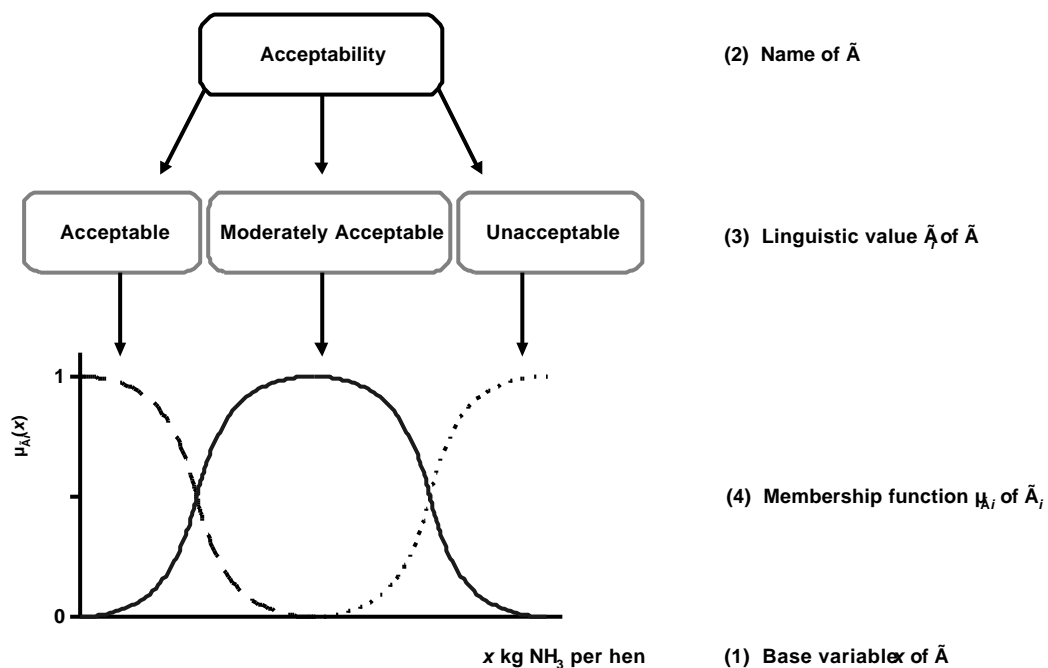 Acceptability (2) Name of Ã
Acceptable Moderately Acceptable Unacceptable (3) Linguistic value Ãi of Ã
1
μÃi(x)
(4) Membership function μÃi of Ãi
0
x kg NH3 per hen (1) Base variable x of Ã